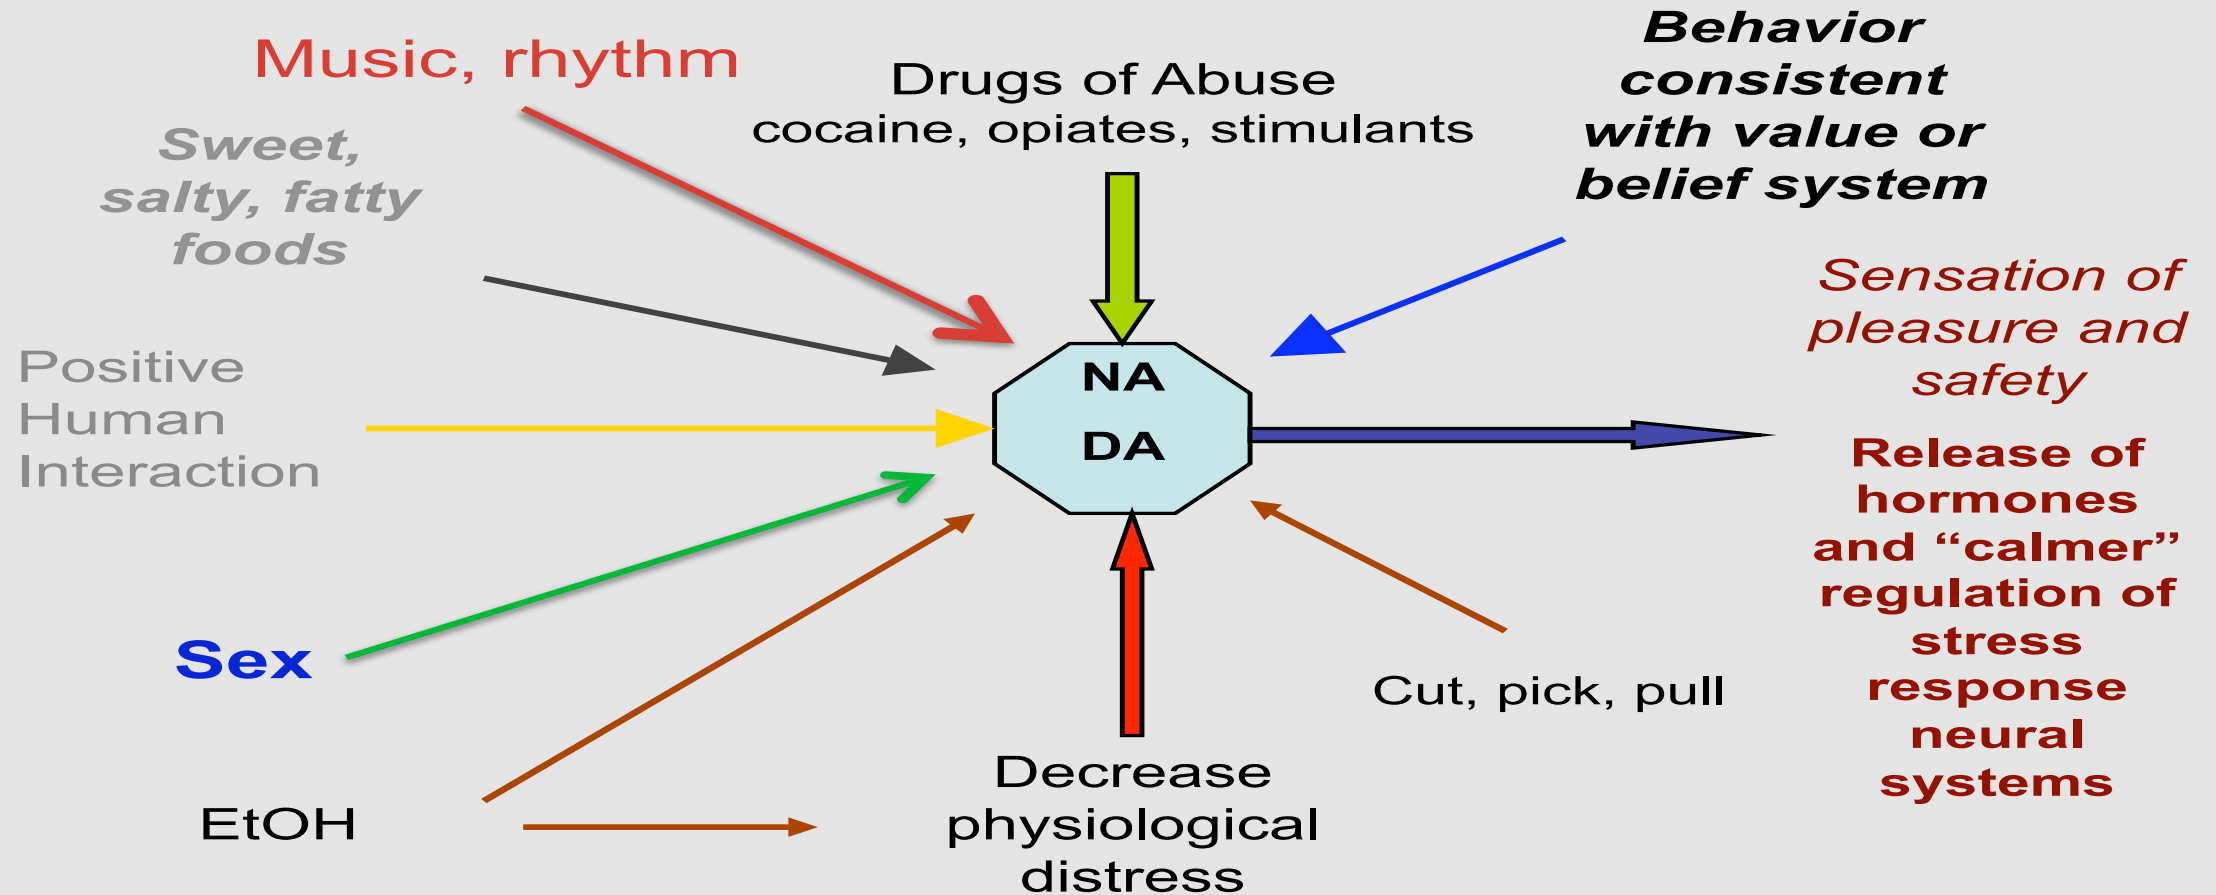 Music, rhythm
Sweet,
salty, fatty
foods
Positive
Human
Interaction
Sex
EtOH
Drugs of Abuse
cocaine, opiates, stimulants
NA
DA
Decrease
physiological
distress
Behavior
consistent
with value or
belief system
Cut, pick, pull
Sensation of
pleasure and
safety
Release of
hormones
and “calmer”
regulation of
stress
response
neural
systems